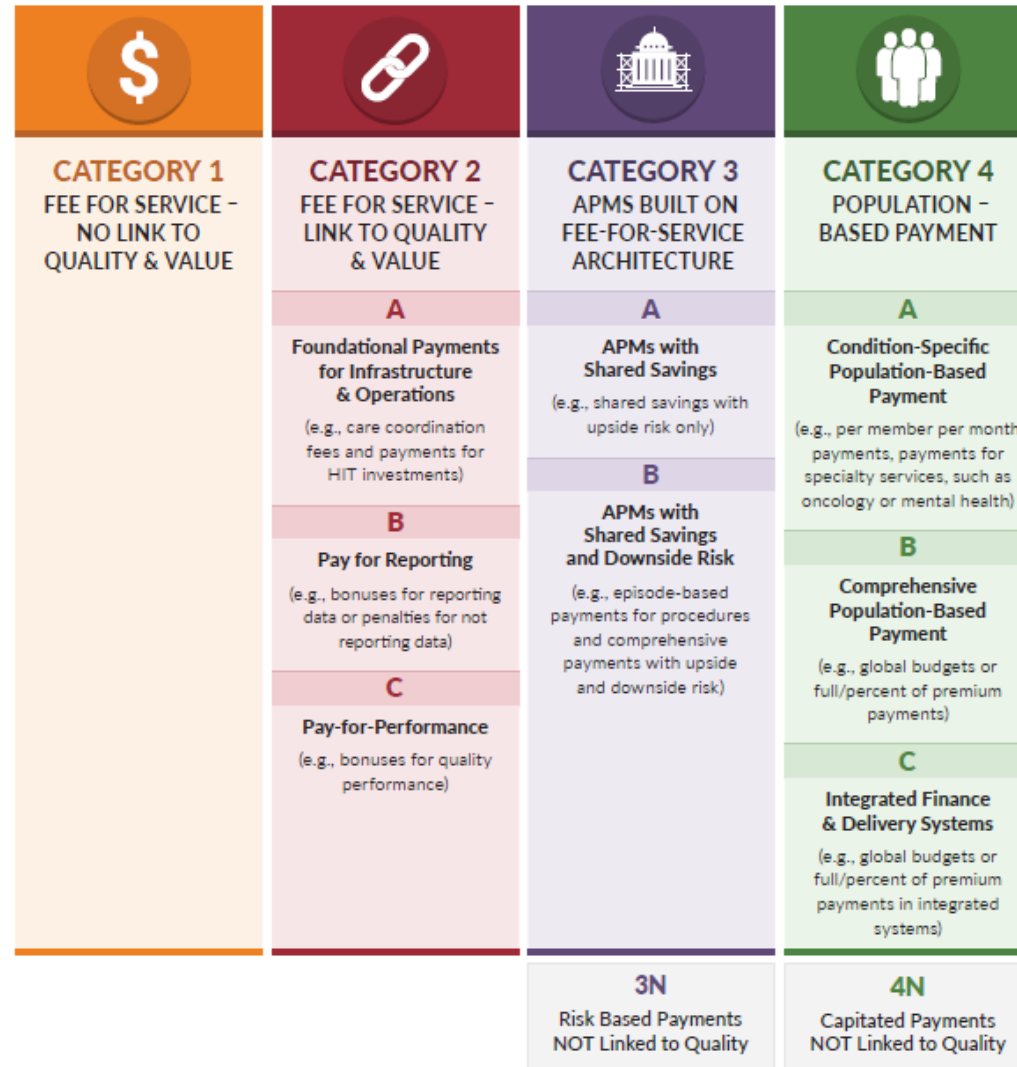 $
CATEGORY 1
FEE FOR SERVICE –
NO LINK TO
QUALITY & VALUE
CATEGORY 2
FEE FOR SERVICE –
LINK TO QUALITY
& VALUE
A
Foundational Payments
for Infrastructure
& Operations
(e.g., care coordination
fees and payments for
HIT investments)
B
Pay for Reporting
(e.g., bonuses for reporting
data or penalties for not
reporting data)
C
Pay-for-Performance
(e.g., bonuses for quality
performance)
CATEGORY 3
APMS BUILT ON
FEE-FOR-SERVICE
ARCHITECTURE
A
APMs with
Shared Savings
(e.g., shared savings with
upside risk only)
B
APMs with
Shared Savings
and Downside Risk
(e.g., episode-based
payments for procedures
and comprehensive
payments with upside
and downside risk)
3N
Risk Based Payments
NOT Linked to Quality
CATEGORY 4
POPULATION –
BASED PAYMENT
A
Condition-Specific
Population-Based
Payment
(e.g., per member per month
payments, payments for
specialty services, such as
oncology or mental health)
B
Comprehensive
Population-Based
Payment
(e.g., global budgets or
full/percent of premium
payments)
C
Integrated Finance
& Delivery Systems
(e.g., global budgets or
full/percent of premium
payments in integrated
systems)
4N
Capitated Payments
NOT Linked to Quality